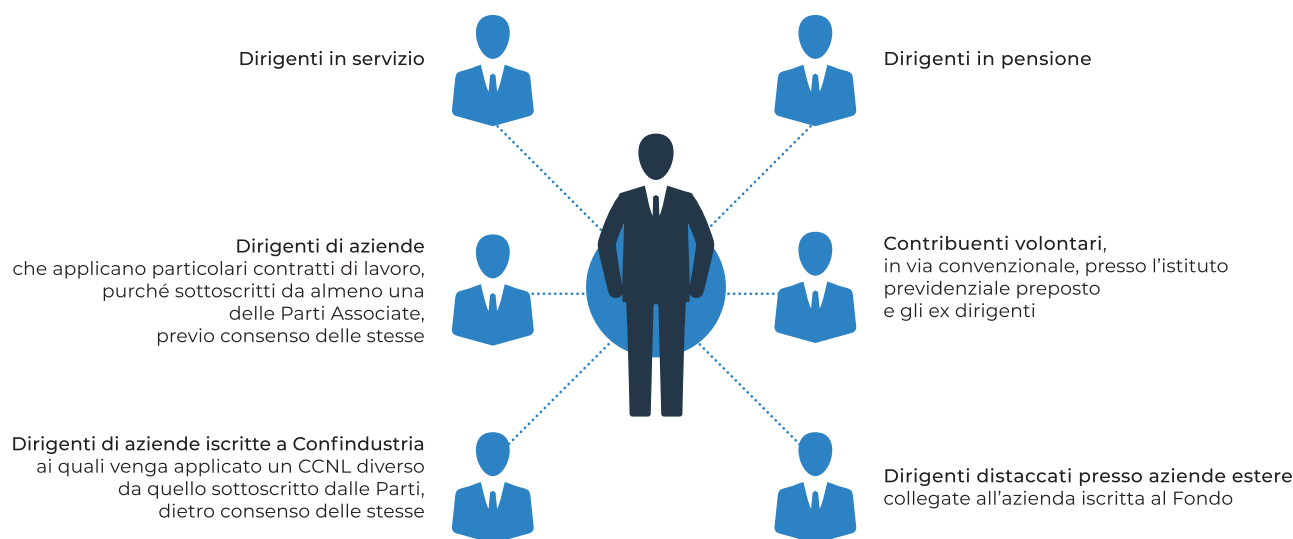 Dirigenti in servizio
Dirigenti in pensione
Dirigenti di aziende
che applicano particolari contratti di lavoro,
purché sottoscritti da almeno una
delle Parti Associate,
previo consenso delle stesse
Contribuenti volontari,
in via convenzionale, presso l'istituto
previdenziale preposto
e gli ex dirigenti
Dirigenti di aziende iscritte a Confindustria
ai quali venga applicato un CCNL diverso
da quello sottoscritto dalle Parti,
dietro consenso delle stesse
Dirigenti distaccati presso aziende estere
collegate all'azienda iscritta al Fondo